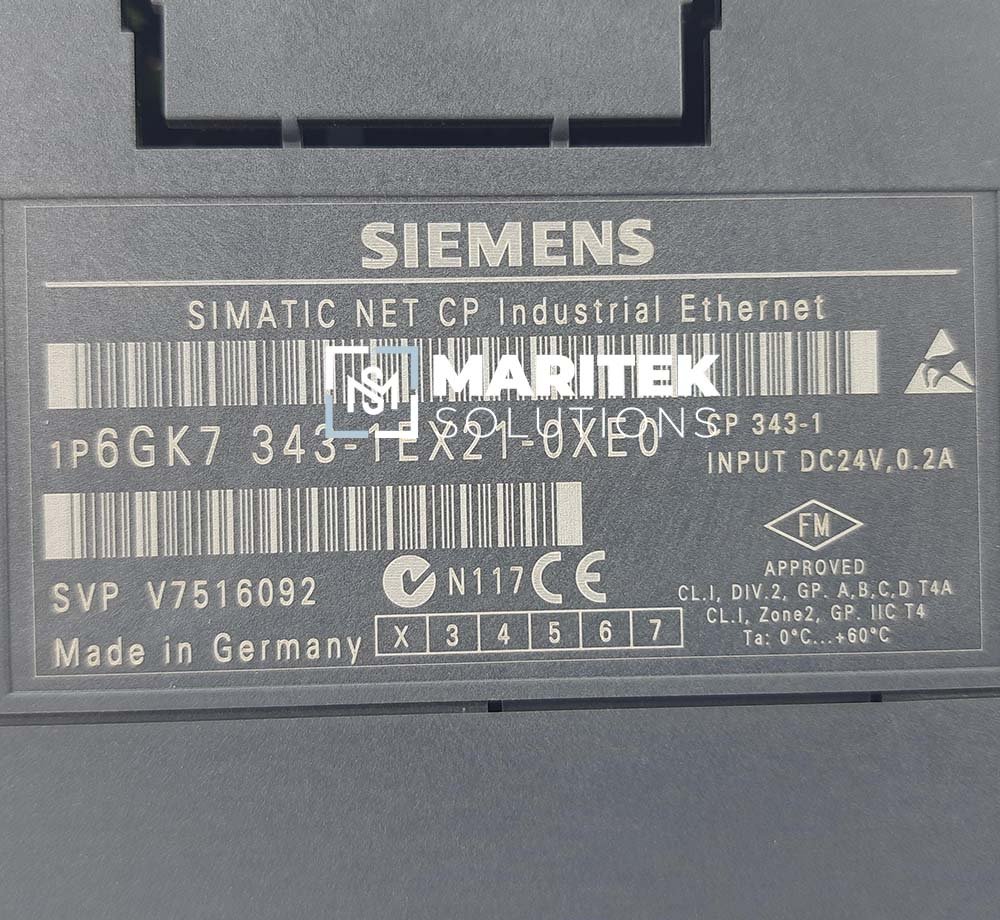 SIEMENS
SIMATIC NET CP Industrial Ethernet
MS MARITEK
SOLUTIONS
1P6GK7 343-1EX21-0XE0
CP 343-1
INPUT DC24V,0.2A
FM
APPROVED
CL.I, DIV.2, GP. A,B,C,D T4A
CL.I, Zone2, GP. IIC T4
Ta: 0°C...+60°C
SVP V7516092
N117 CE
Made in Germany
X 3 4 5 6 7